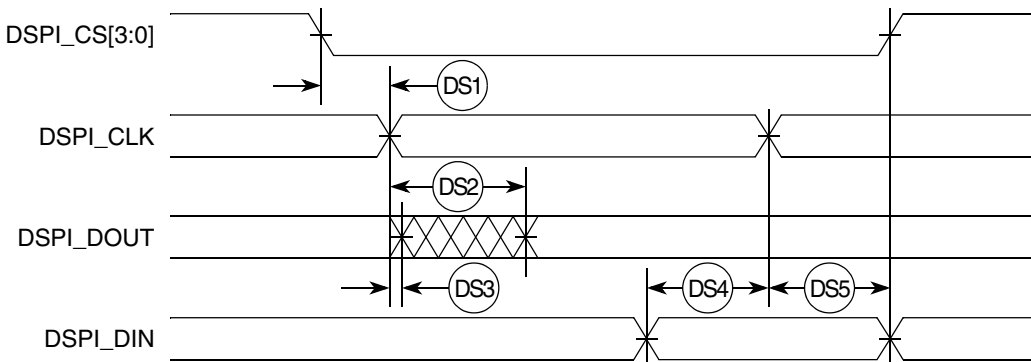 DSPI_CS[3:0]
DS1
DSPI_CLK
DS2
DSPI_DOUT
DS3
DS4
DS5
DSPI_DIN